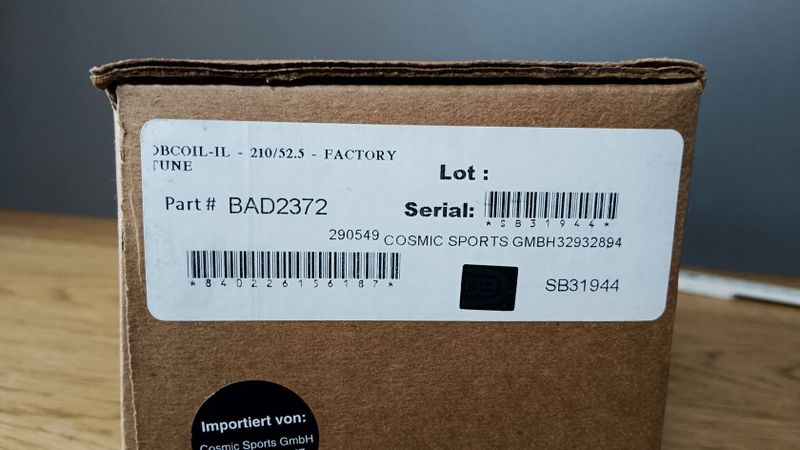 DBCOIL-IL - 210/52.5 - FACTORY
TUNE
Lot :
Part # BAD2372
Serial:
*SB31944*
290549 COSMIC SPORTS GMBH32932894
*840226156187*
SB31944
Importiert von:
Cosmic Sports GmbH